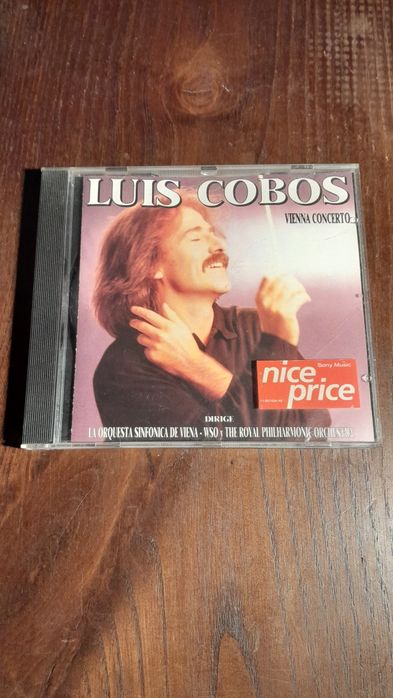 LUIS COBOS
VIENNA CONCERTO
Sony Music
nice
price
DIRIGE
LA ORQUESTA SINFONICA DE VIENA - WSO y THE ROYAL PHILHARMONIC ORCHESTRA